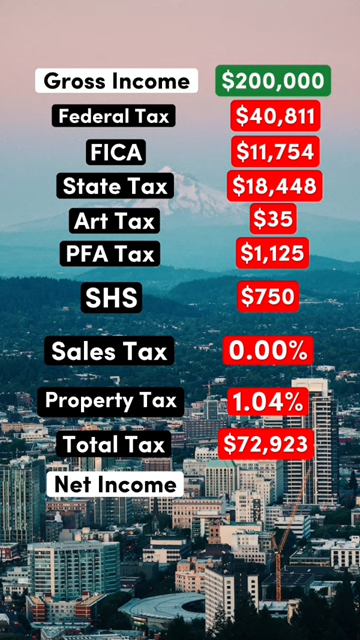 Gross Income $200,000
Federal Tax $40,811
FICA $11,754
State Tax $18,448
Art Tax $35
PFA Tax $1,125
SHS $750
Sales Tax 0.00%
Property Tax 1.04%
Total Tax $72,923
Net Income